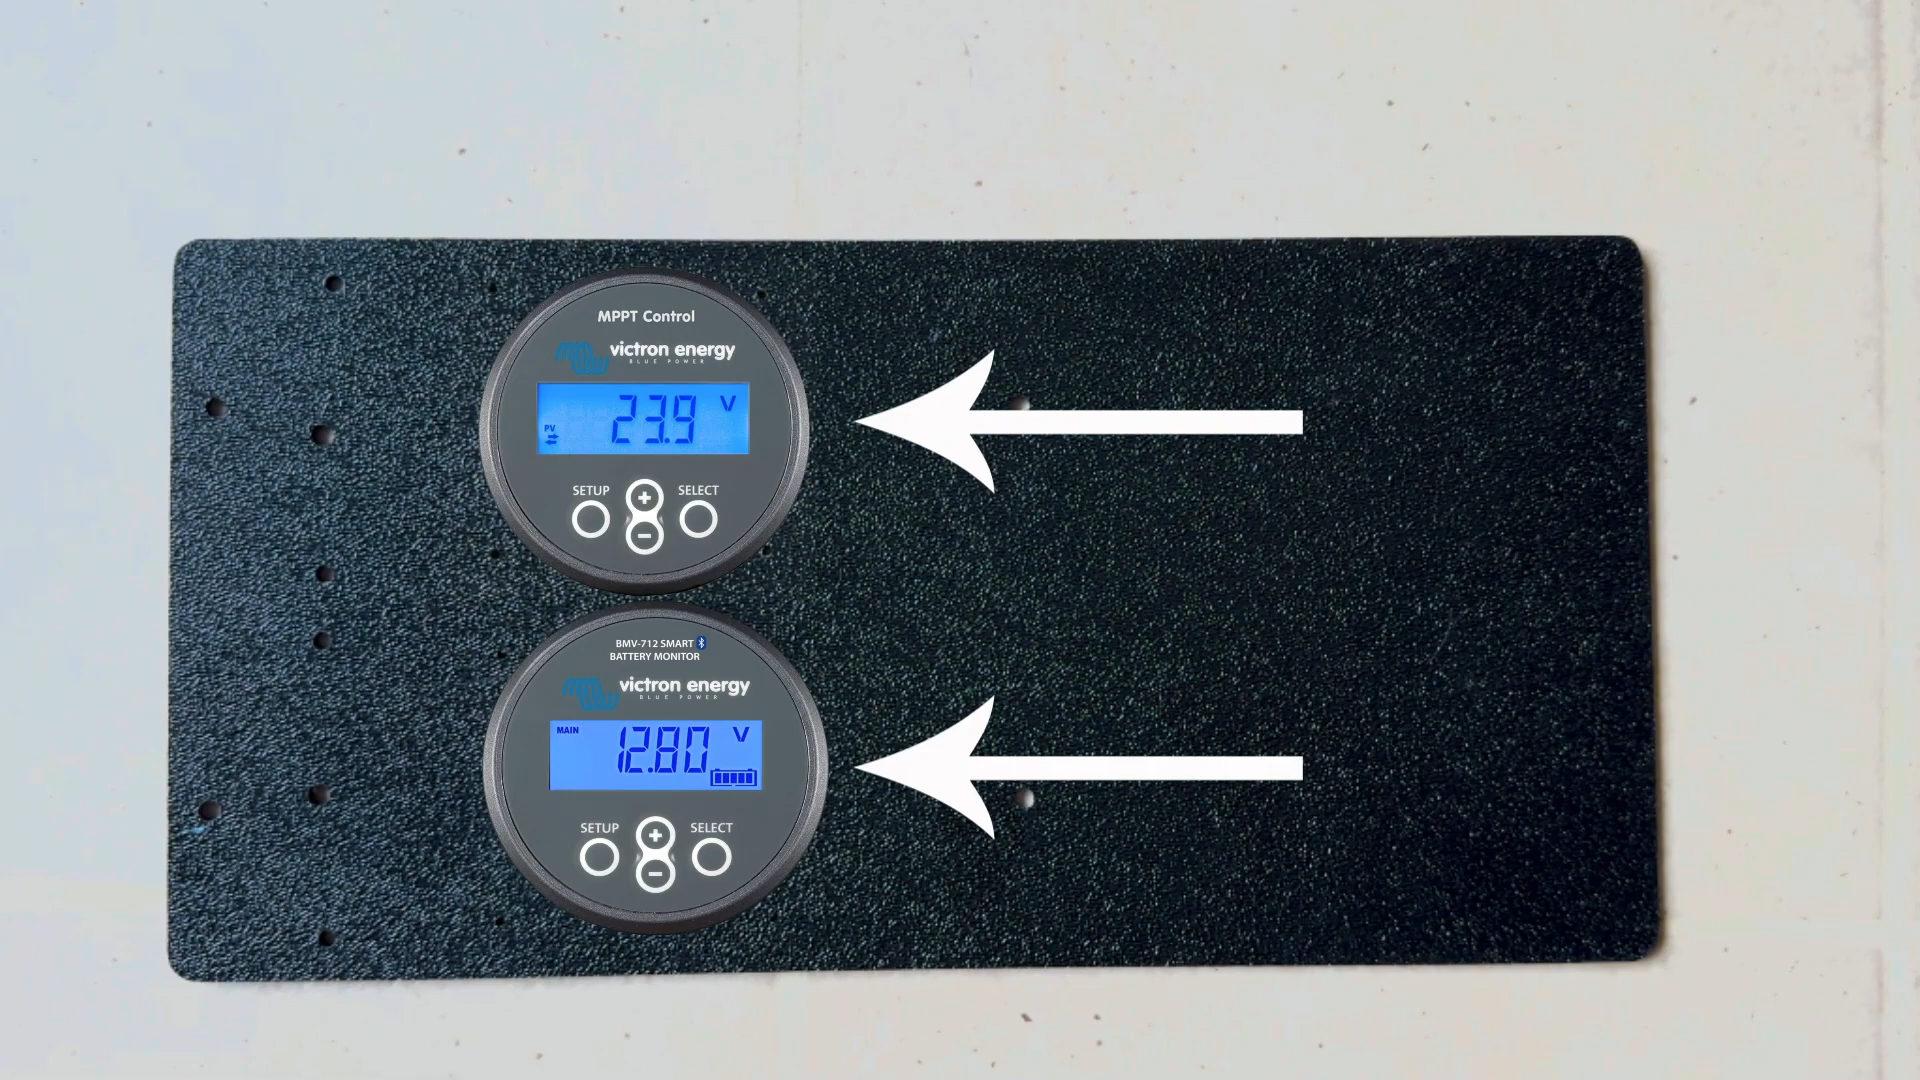 MPPT Control
victron energy
BLUE POWER
23.9 V
PV
SETUP + SELECT
−
BMV-712 SMART
BATTERY MONITOR
victron energy
BLUE POWER
MAIN 12.80 V
SETUP + SELECT
−